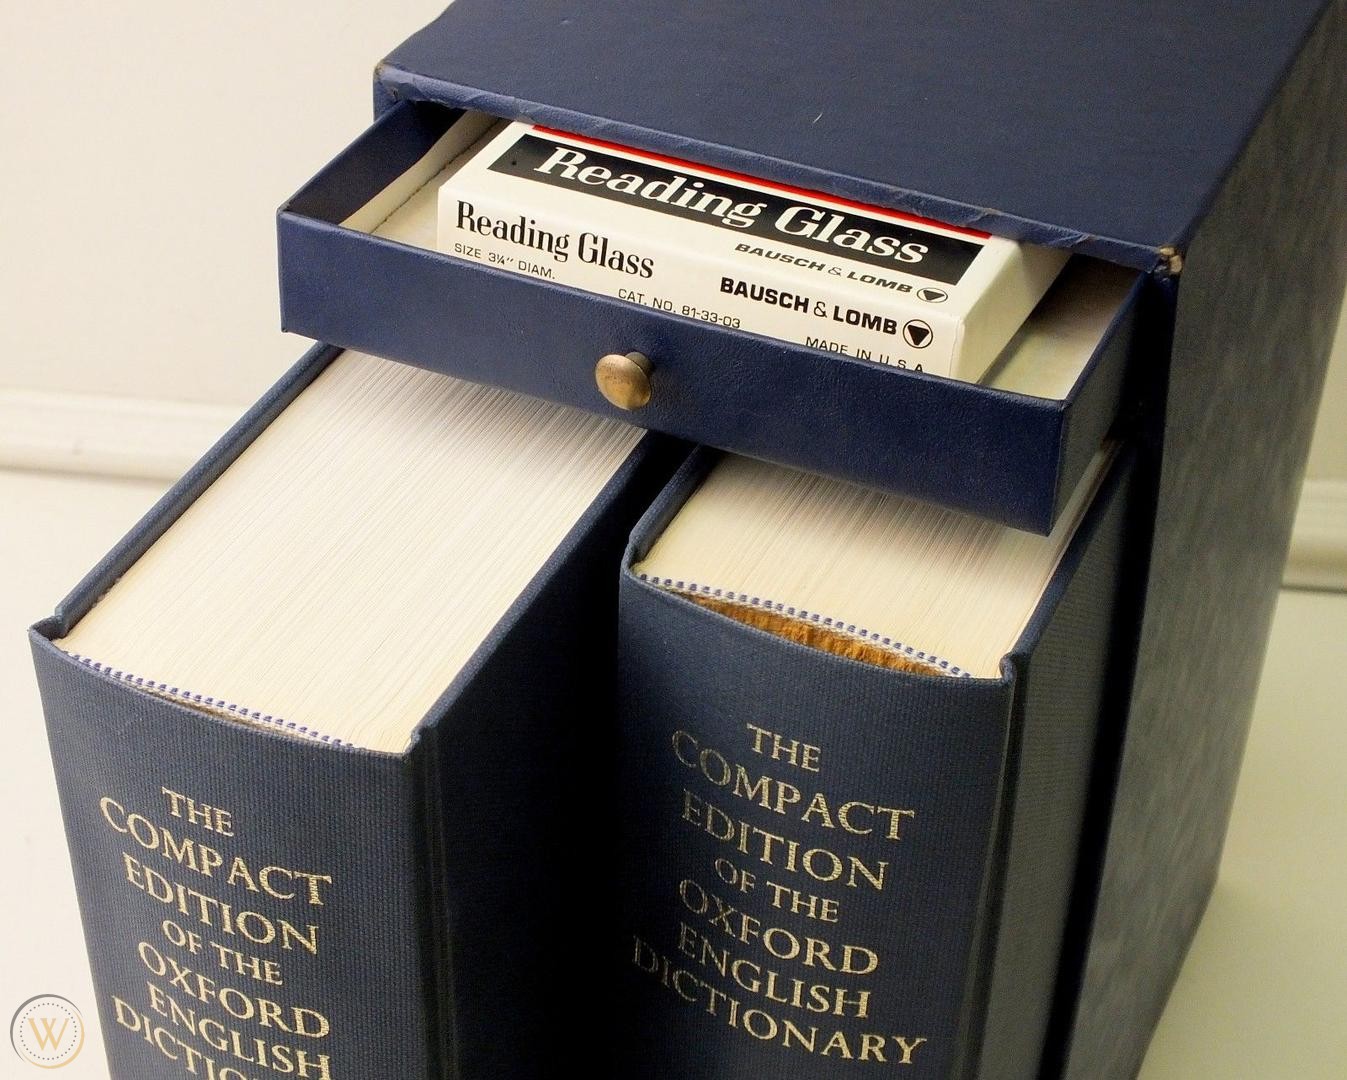 Reading Glass
BAUSCH & LOMB
Reading Glass
SIZE 3¼" DIAM.
CAT. NO. 81-33-03
BAUSCH & LOMB
MADE IN U.S.A.
THE
COMPACT
EDITION
OF THE
OXFORD
ENGLISH
THE
COMPACT
EDITION
OF THE
OXFORD
ENGLISH
DICTIONARY
W